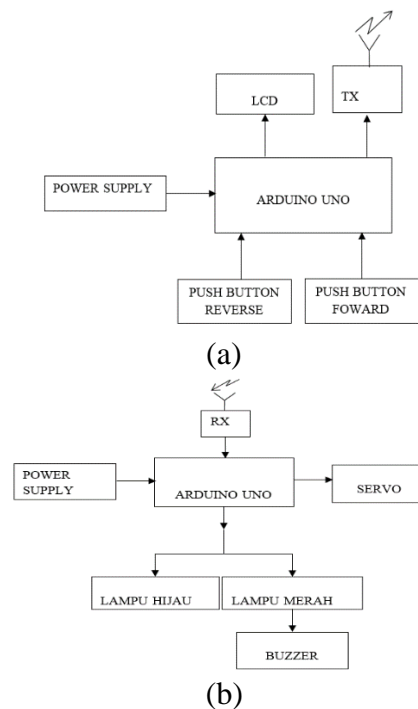 LCD
TX
POWER SUPPLY
ARDUINO UNO
PUSH BUTTON
REVERSE
PUSH BUTTON
FOWARD
(a)
RX
POWER
SUPPLY
ARDUINO UNO
SERVO
LAMPU HIJAU
LAMPU MERAH
BUZZER
(b)